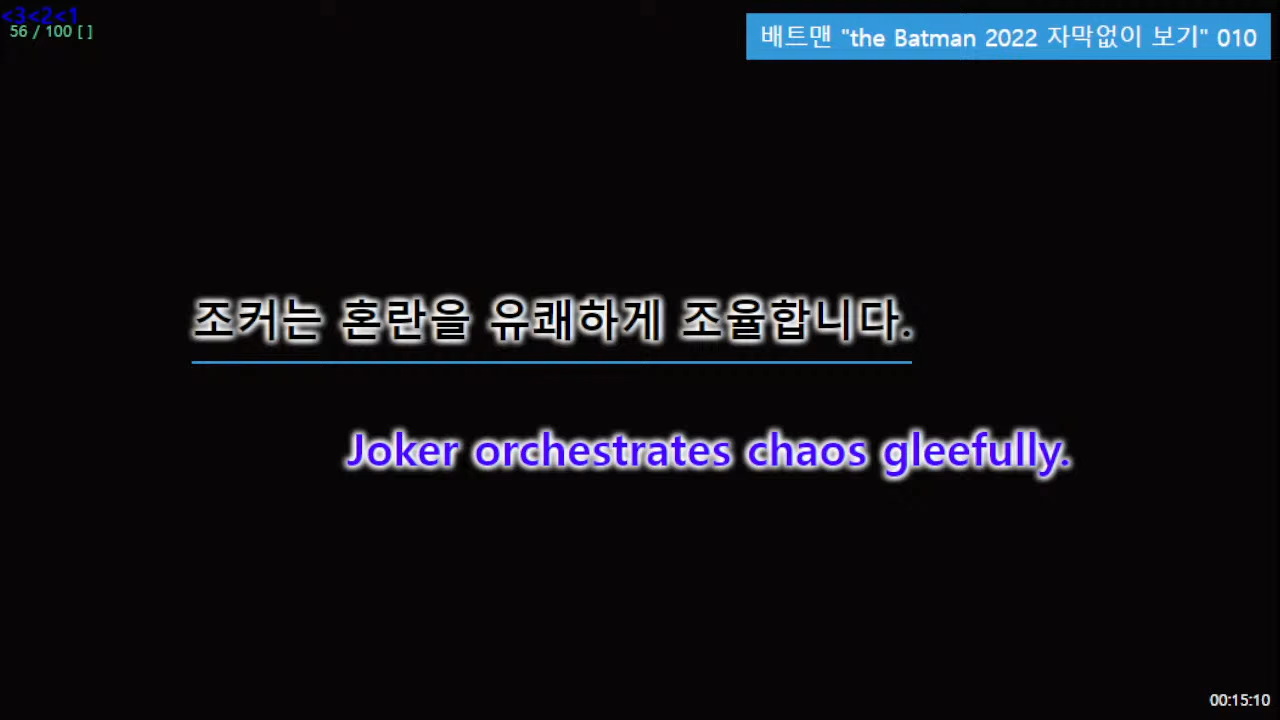 <3<2<1
56 / 100 [ ]
배트맨 "the Batman 2022 자막없이 보기" 010
조커는 혼란을 유쾌하게 조율합니다.
Joker orchestrates chaos gleefully.
00:15:10